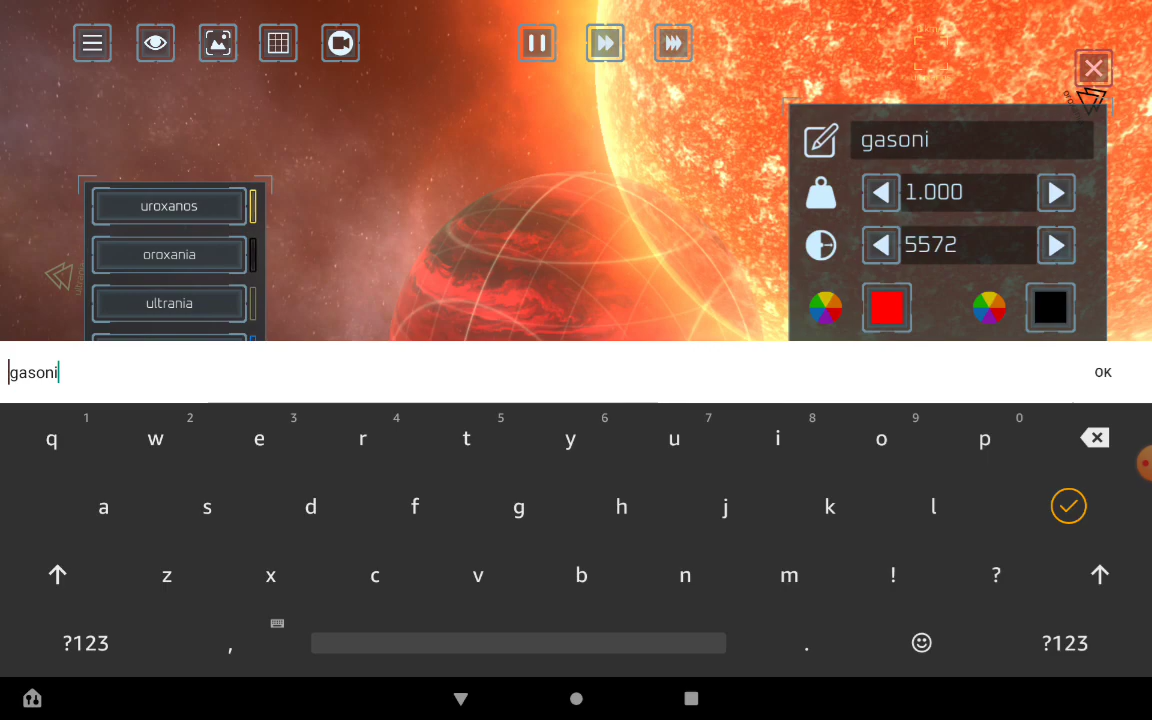 gasoni
1.000
5572
uroxanos
oroxania
ultrania
gasoni
OK
1 2 3 4 5 6 7 8 9 0
q w e r t y u i o p
a s d f g h j k l
z x c v b n m ! ?
?123 , . ?123